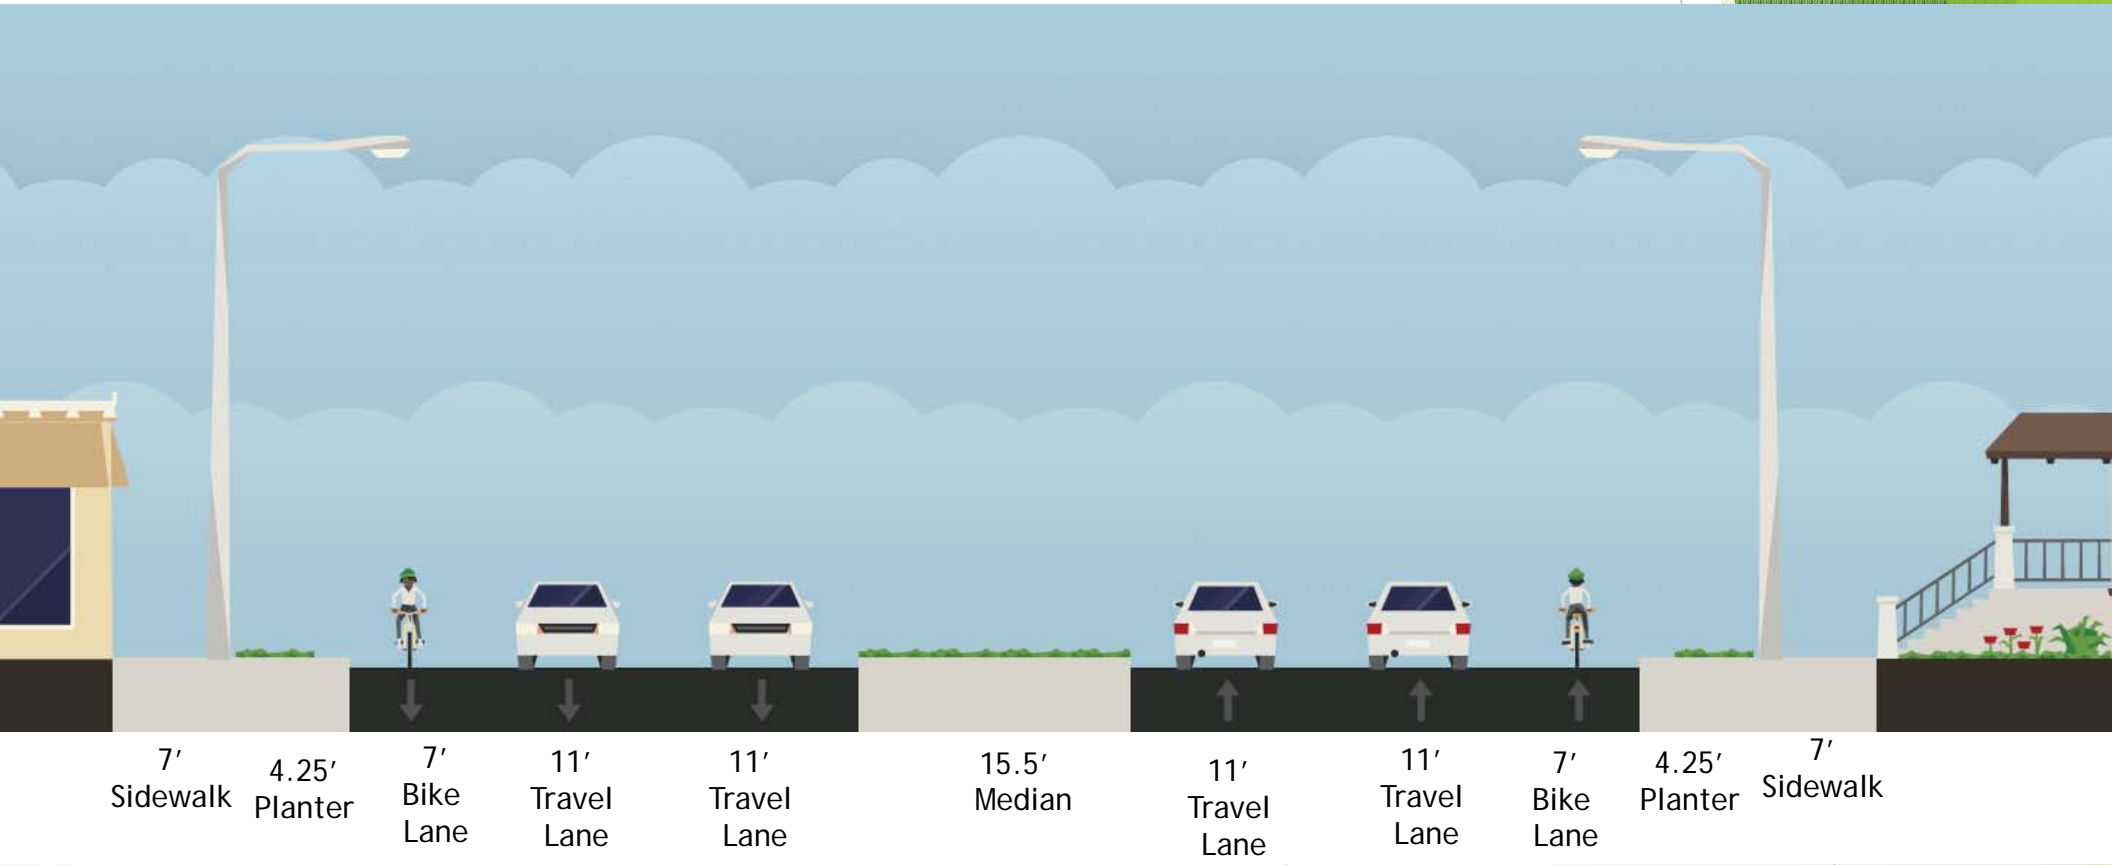 7′
Sidewalk
4.25′
Planter
7′
Bike
Lane
11′
Travel
Lane
11′
Travel
Lane
15.5′
Median
11′
Travel
Lane
11′
Travel
Lane
7′
Bike
Lane
4.25′
Planter
7′
Sidewalk